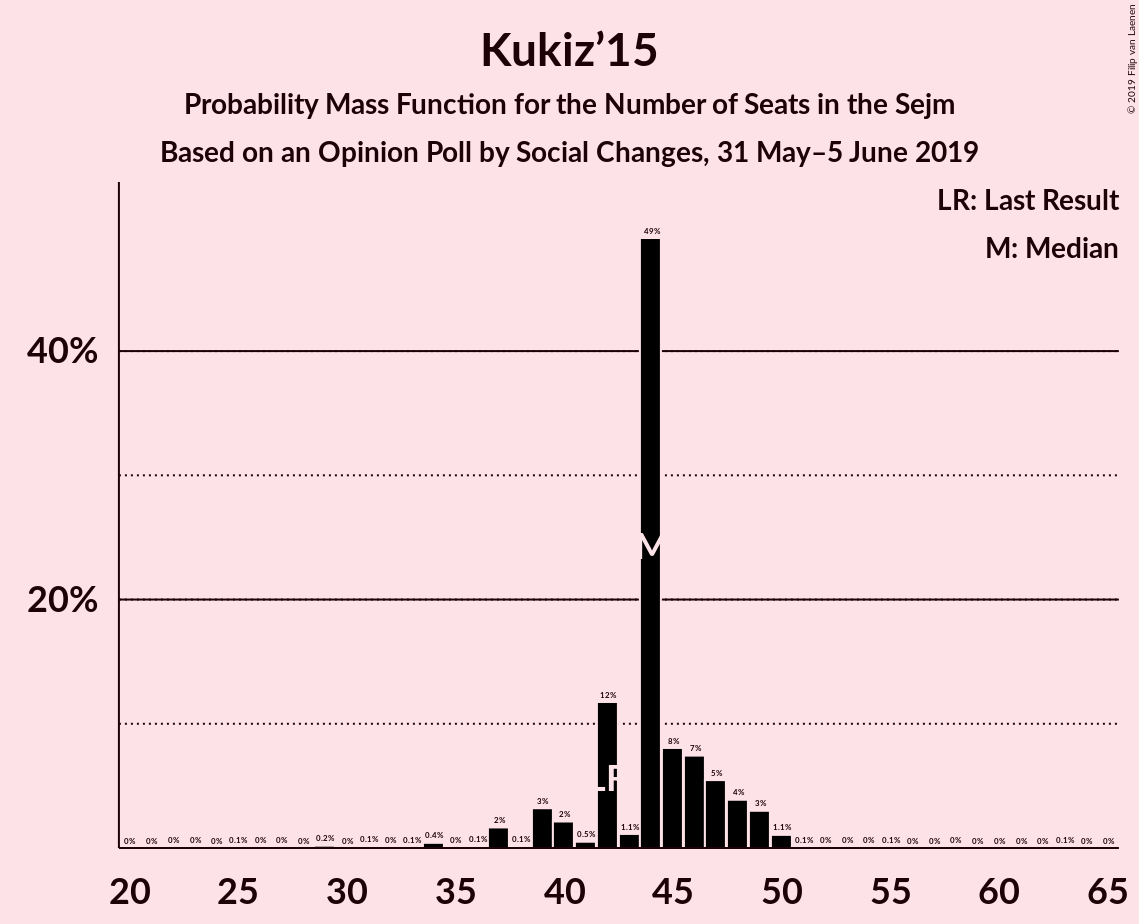 Kukiz’15
Probability Mass Function for the Number of Seats in the Sejm
Based on an Opinion Poll by Social Changes, 31 May–5 June 2019
© 2019 Filip van Laenen
LR: Last Result
M: Median
49%
40%
M
20%
12%
LR
8%
7%
5%
4%
3%
3%
2%
2%
0% 0% 0% 0% 0% 0.1% 0% 0% 0% 0.2% 0% 0.1% 0% 0.1% 0.4% 0% 0.1% 0.1% 0.5% 1.1% 1.1% 0.1% 0% 0% 0% 0.1% 0% 0% 0% 0% 0% 0% 0% 0.1% 0% 0%
20 25 30 35 40 45 50 55 60 65